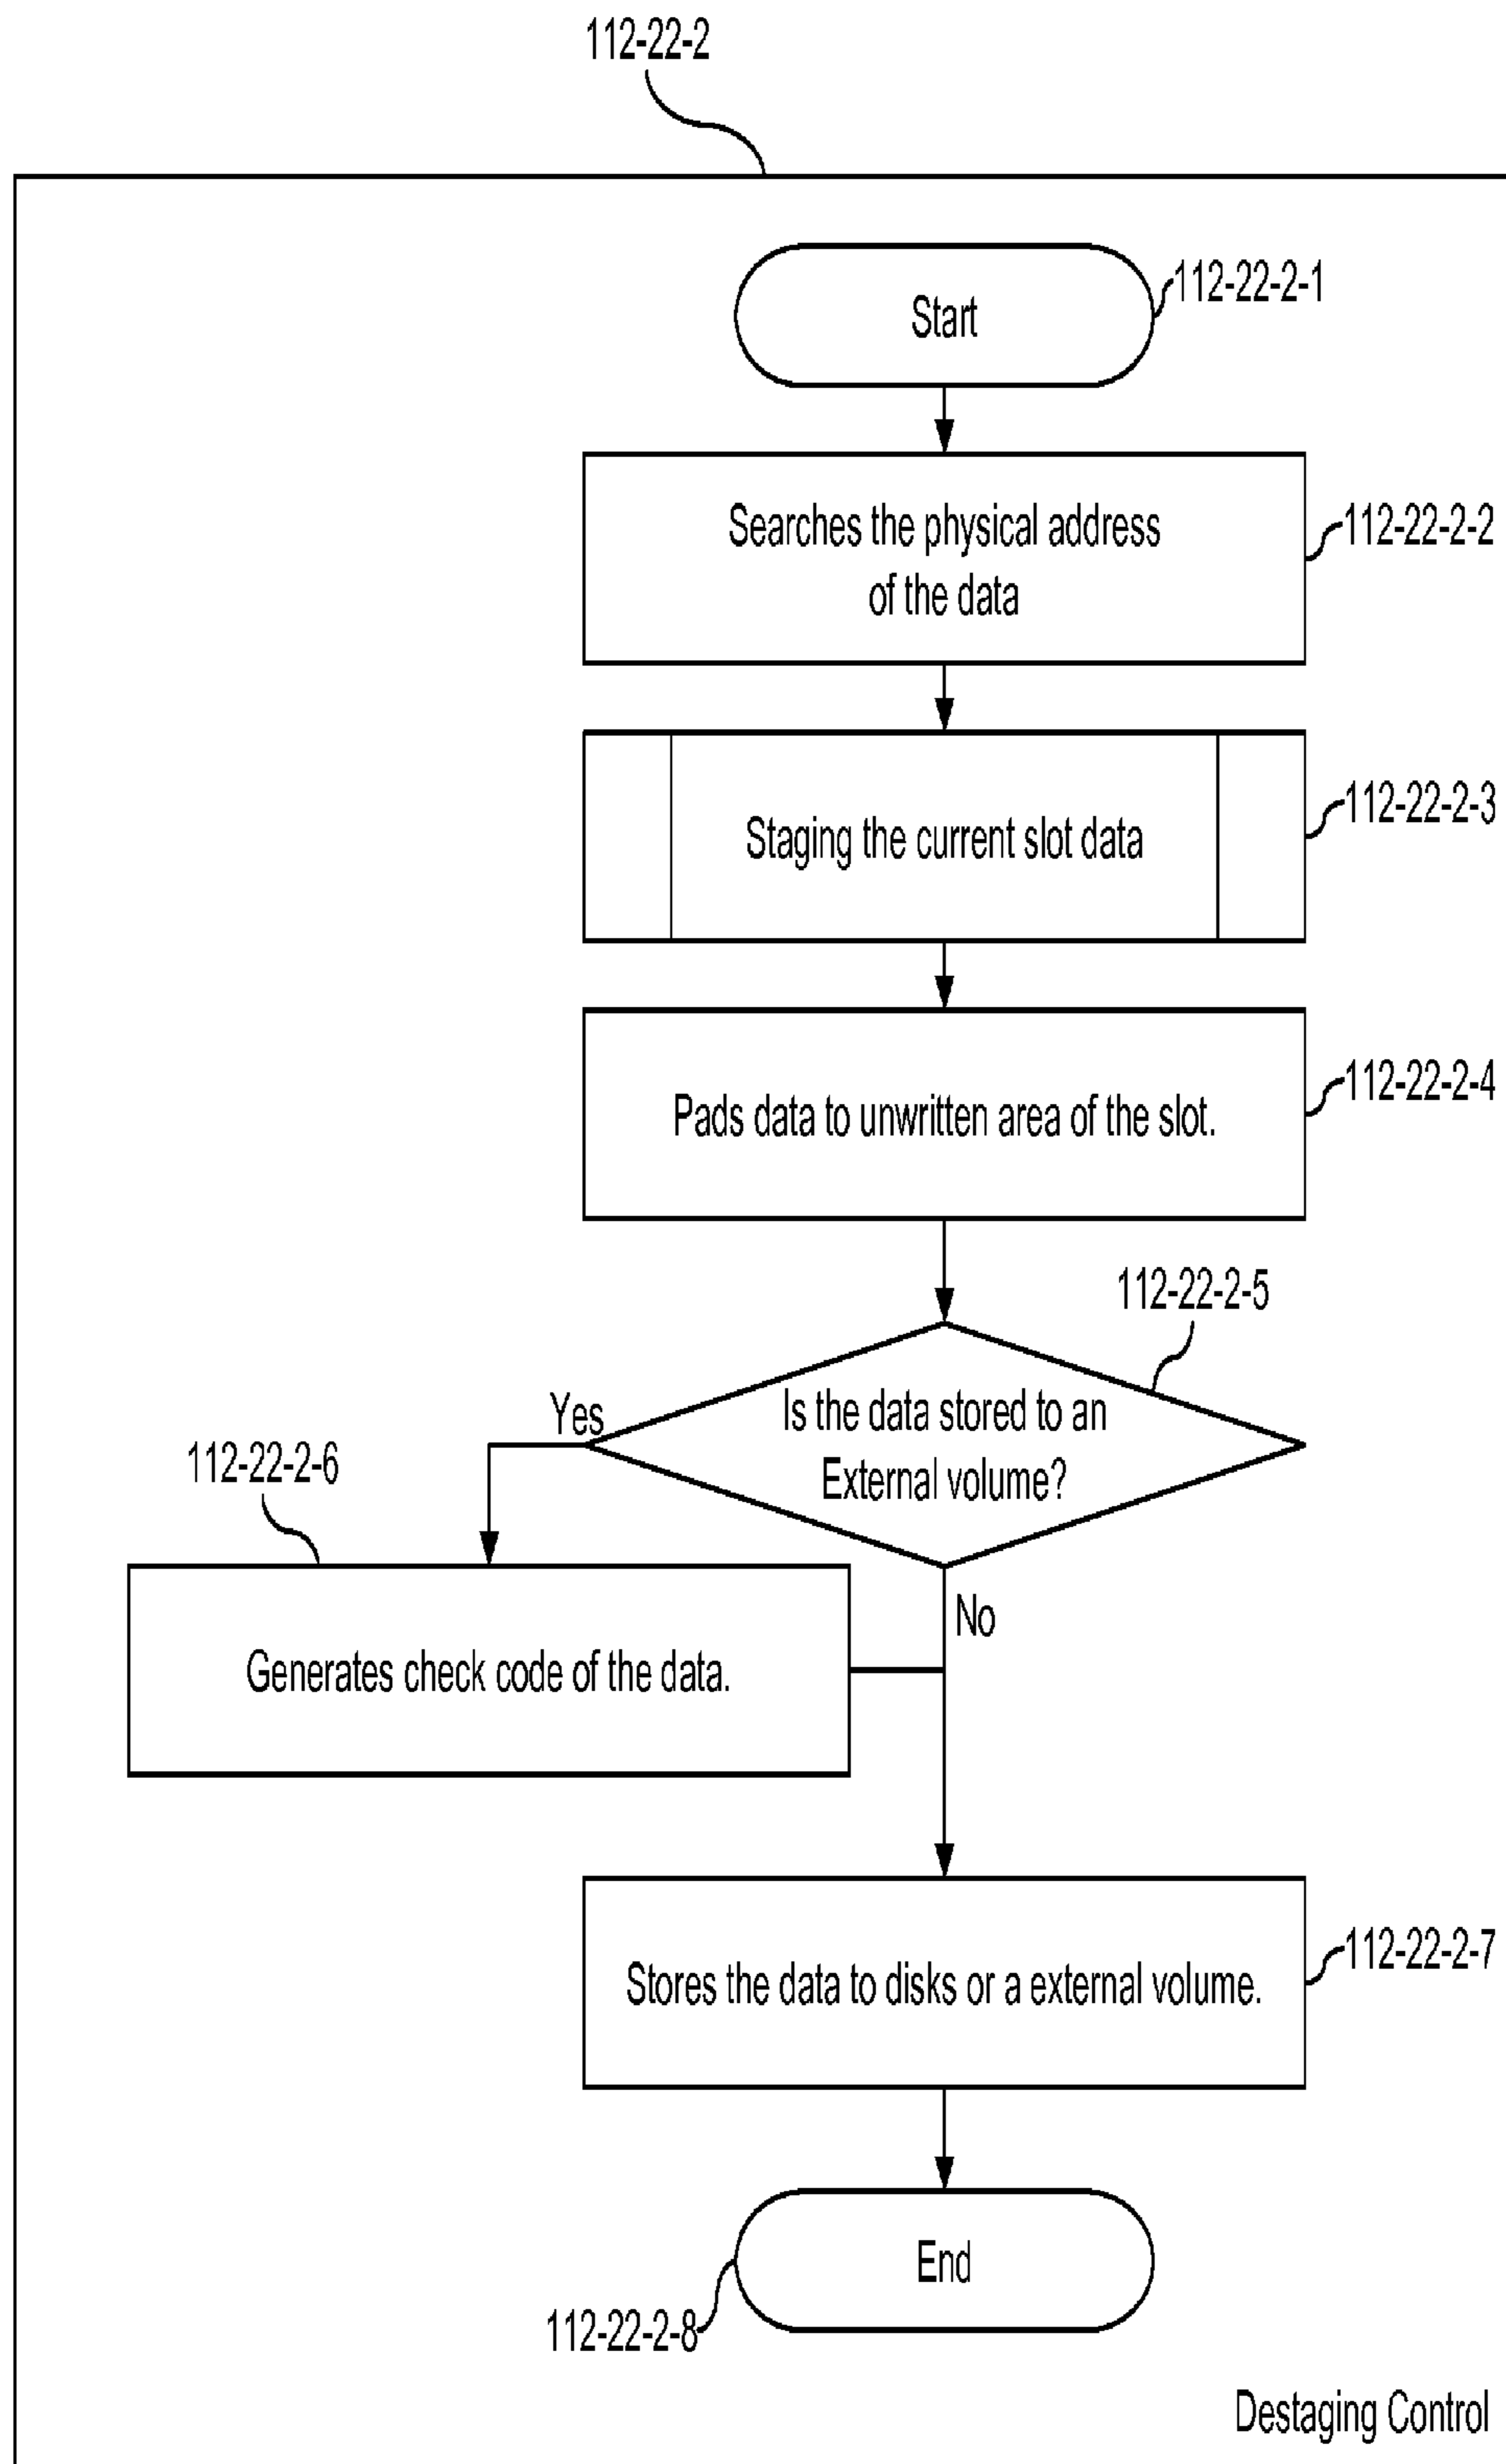 112-22-2
Start
112-22-2-1
Searches the physical address
of the data
112-22-2-2
Staging the current slot data
112-22-2-3
Pads data to unwritten area of the slot.
112-22-2-4
112-22-2-5
Is the data stored to an
External volume?
Yes
112-22-2-6
No
Generates check code of the data.
Stores the data to disks or a external volume.
112-22-2-7
End
112-22-2-8
Destaging Control